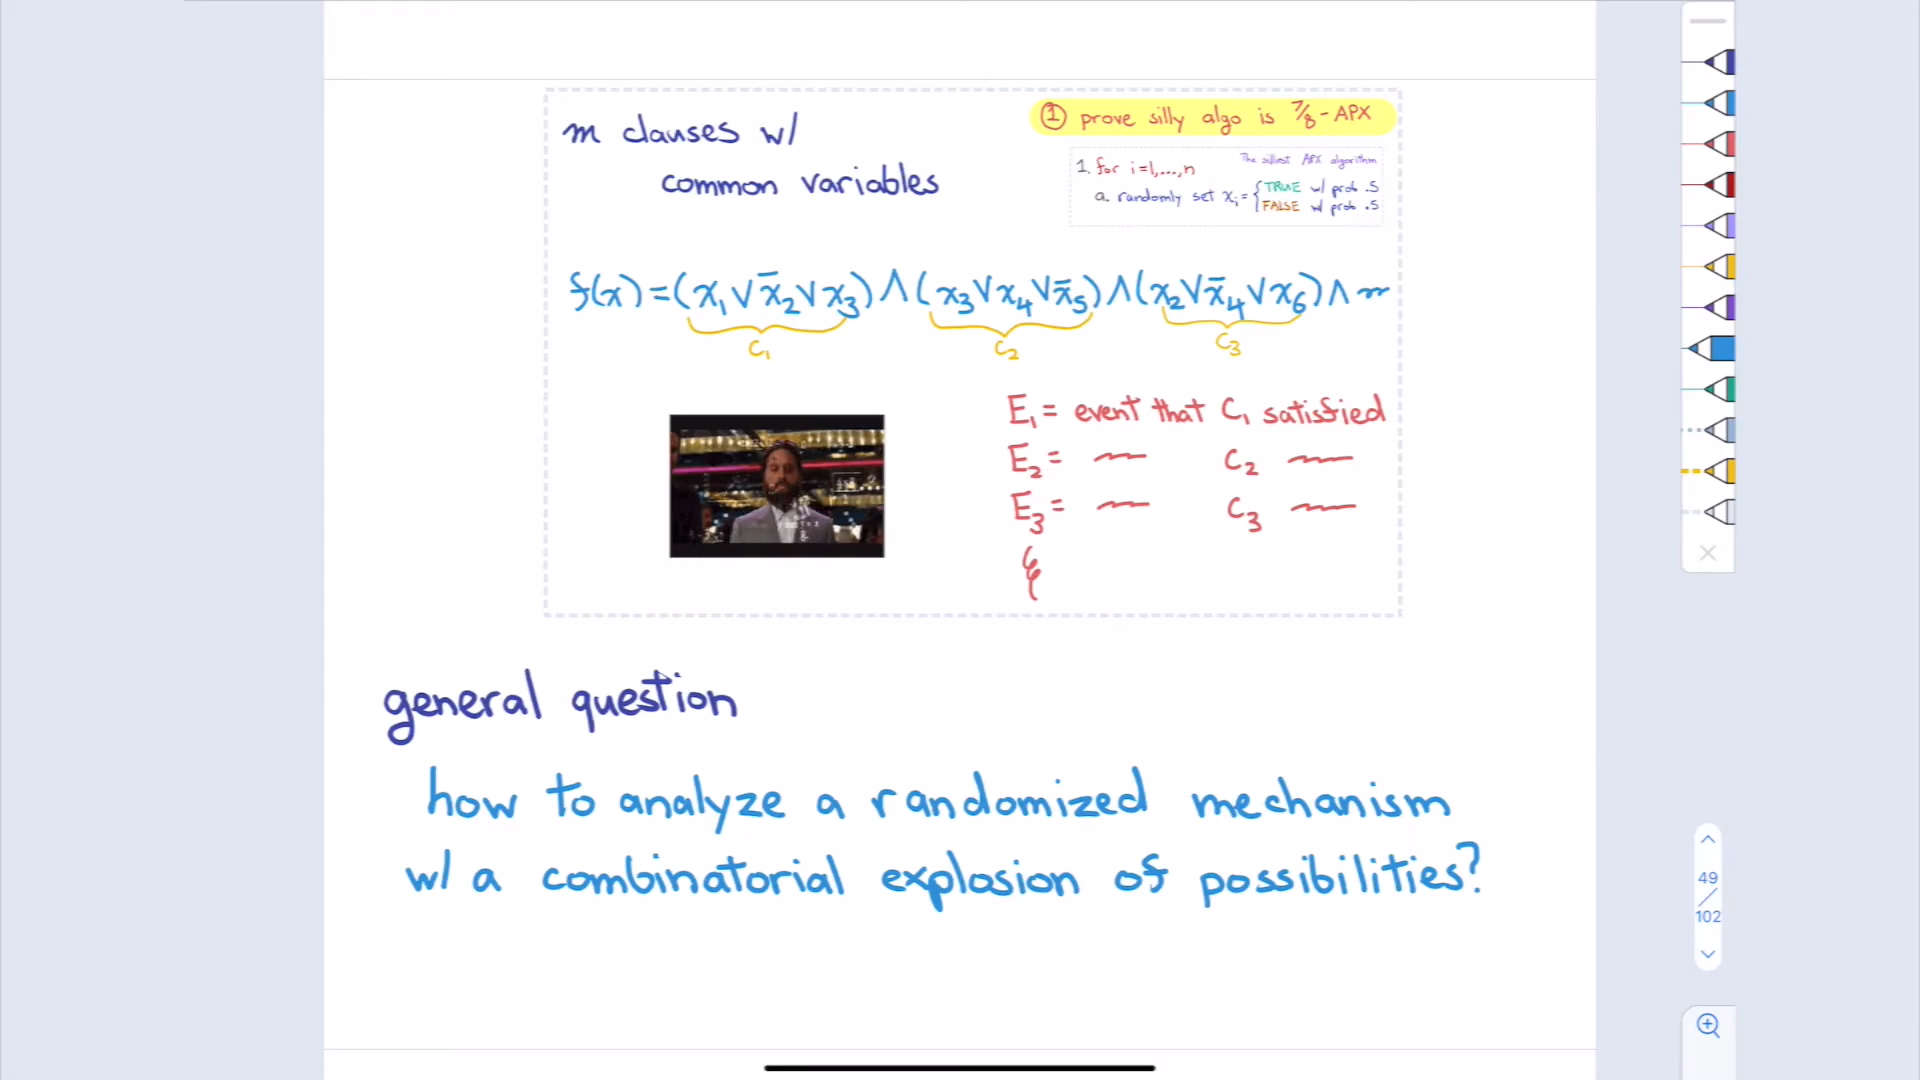 m clauses w/
common variables
① prove silly algo is 7/8-APX
The silliest APX algorithm
1. for i=1,...,n
a. randomly set xᵢ = { TRUE w/ prob .5
FALSE w/ prob .5
f(x) = (x₁ ∨ x̄₂ ∨ x₃) ∧ (x₃ ∨ x₄ ∨ x̄₅) ∧ (x₂ ∨ x̄₄ ∨ x₆) ∧
C₁ C₂ C₃
E₁ = event that C₁ satisfied
E₂ = C₂
E₃ = C₃
general question
how to analyze a randomized mechanism
w/ a combinatorial explosion of possibilities?
49
/
102